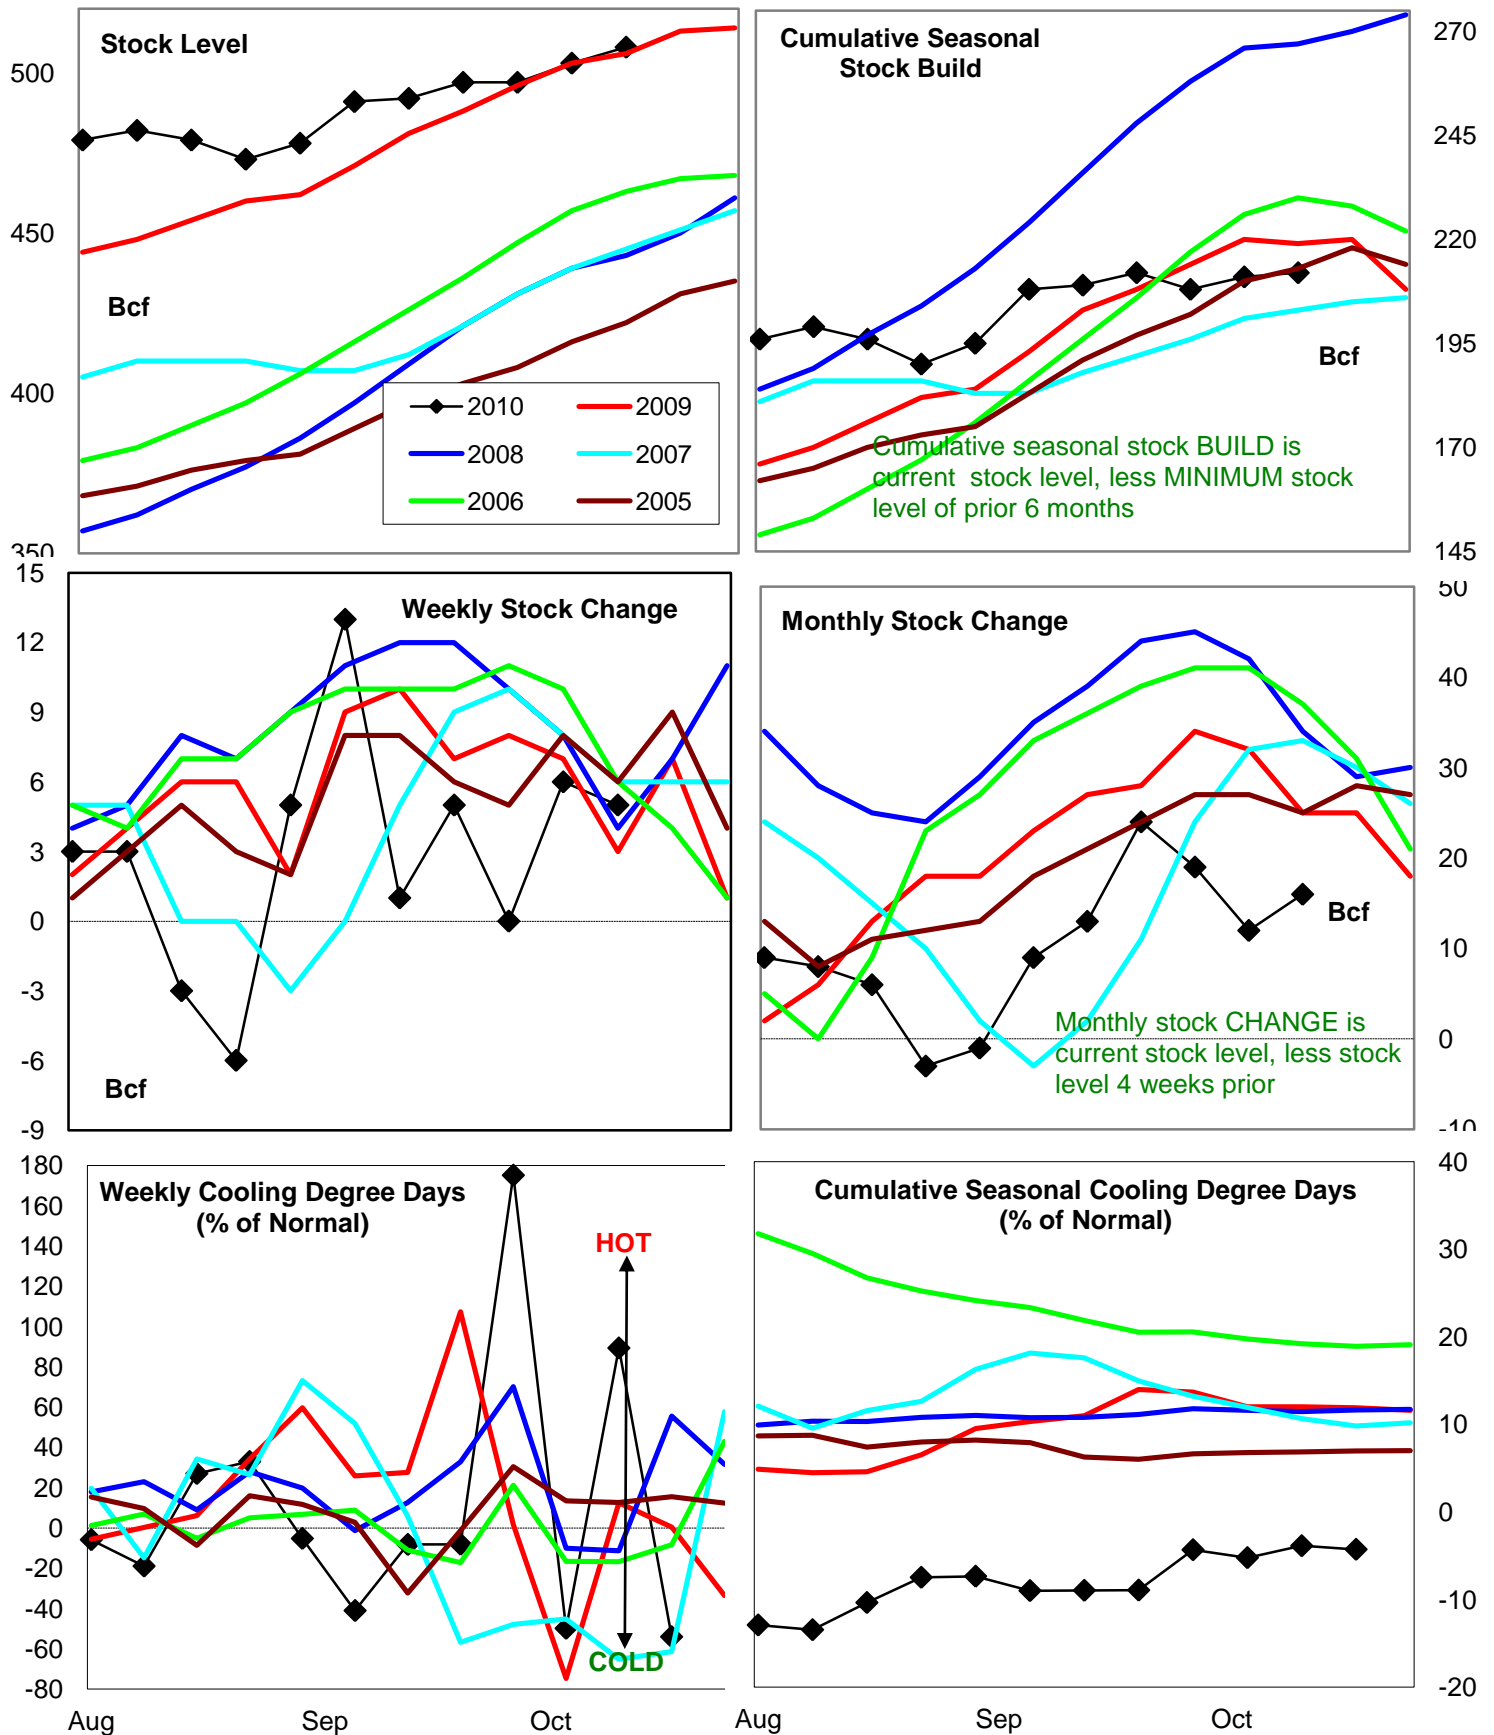 Stock Level
500
450
400
350
Bcf
2010
2009
2008
2007
2006
2005
Cumulative Seasonal
Stock Build
270
245
220
195
170
145
Bcf
Cumulative seasonal stock BUILD is
current  stock level, less MINIMUM stock
level of prior 6 months
Weekly Stock Change
15
12
9
6
3
0
-3
-6
-9
Bcf
Monthly Stock Change
50
40
30
20
10
0
-10
Bcf
Monthly stock CHANGE is
current stock level, less stock
level 4 weeks prior
Weekly Cooling Degree Days
(% of Normal)
180
160
140
120
100
80
60
40
20
0
-20
-40
-60
-80
HOT
COLD
Aug
Sep
Oct
Cumulative Seasonal Cooling Degree Days
(% of Normal)
40
30
20
10
0
-10
-20
Aug
Sep
Oct